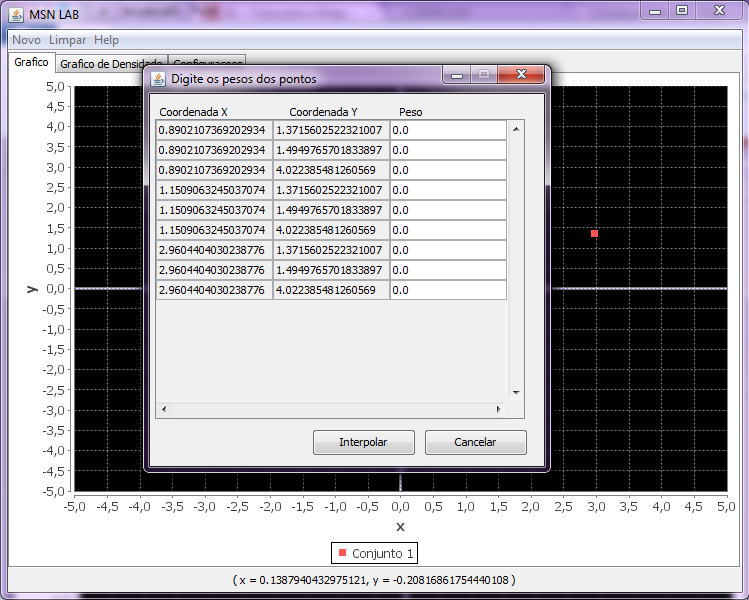 MSN LAB
Novo Limpar Help
Grafico Grafico de Densidade Configuracoes
Digite os pesos dos pontos
Coordenada X Coordenada Y Peso
0.8902107369202934 1.3715602522321007 0.0
0.8902107369202934 1.4949765701833897 0.0
0.8902107369202934 4.022385481260569 0.0
1.1509063245037074 1.3715602522321007 0.0
1.1509063245037074 1.4949765701833897 0.0
1.1509063245037074 4.022385481260569 0.0
2.9604404030238776 1.3715602522321007 0.0
2.9604404030238776 1.4949765701833897 0.0
2.9604404030238776 4.022385481260569 0.0
Interpolar Cancelar
5,0
4,5
4,0
3,5
3,0
2,5
2,0
1,5
1,0
0,5
0,0
-0,5
-1,0
-1,5
-2,0
-2,5
-3,0
-3,5
-4,0
-4,5
-5,0
y
-5,0 -4,5 -4,0 -3,5 -3,0 -2,5 -2,0 -1,5 -1,0 -0,5 0,0 0,5 1,0 1,5 2,0 2,5 3,0 3,5 4,0 4,5 5,0
x
Conjunto 1
( x = 0.1387940432975121, y = -0.20816861754440108 )